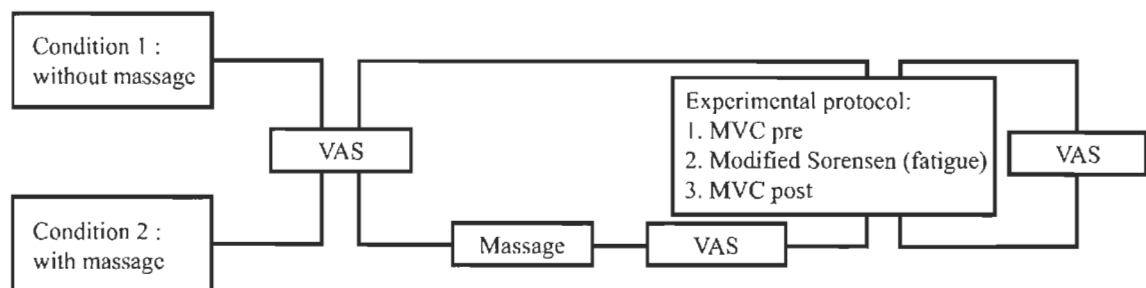 Condition 1 :
without massage
VAS
Experimental protocol:
1. MVC pre
2. Modified Sorensen (fatigue)
3. MVC post
VAS
Condition 2 :
with massage
Massage
VAS